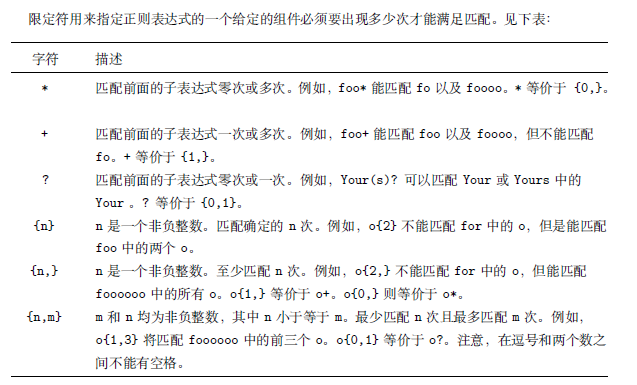 限定符用来指定正则表达式的一个给定的组件必须要出现多少次才能满足匹配。见下表：
字符 描述
* 匹配前面的子表达式零次或多次。例如，foo* 能匹配 fo 以及 foooo。* 等价于 {0,}。
+ 匹配前面的子表达式一次或多次。例如，foo+ 能匹配 foo 以及 foooo，但不能匹配
fo。+ 等价于 {1,}。
? 匹配前面的子表达式零次或一次。例如，Your(s)? 可以匹配 Your 或 Yours 中的
Your 。? 等价于 {0,1}。
{n} n 是一个非负整数。匹配确定的 n 次。例如，o{2} 不能匹配 for 中的 o，但是能匹配
foo 中的两个 o。
{n,} n 是一个非负整数。至少匹配 n 次。例如，o{2,} 不能匹配 for 中的 o，但能匹配
foooooo 中的所有 o。o{1,} 等价于 o+。o{0,} 则等价于 o*。
{n,m} m 和 n 均为非负整数，其中 n 小于等于 m。最少匹配 n 次且最多匹配 m 次。例如，
o{1,3} 将匹配 foooooo 中的前三个 o。o{0,1} 等价于 o?。注意，在逗号和两个数之
间不能有空格。